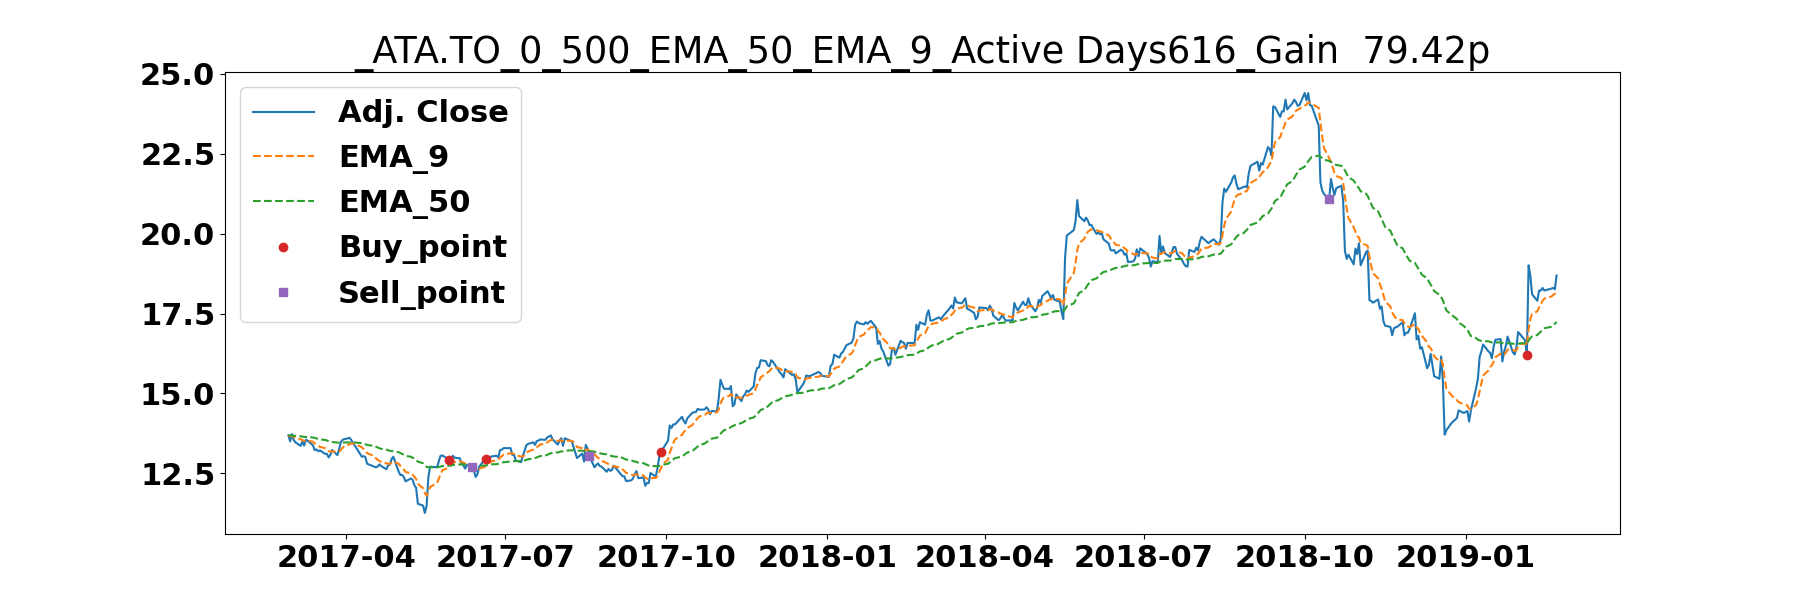 _ATA.TO_0_500_EMA_50_EMA_9_Active Days616_Gain  79.42p
25.0
22.5
20.0
17.5
15.0
12.5
Adj. Close
EMA_9
EMA_50
Buy_point
Sell_point
2017-04 2017-07 2017-10 2018-01 2018-04 2018-07 2018-10 2019-01